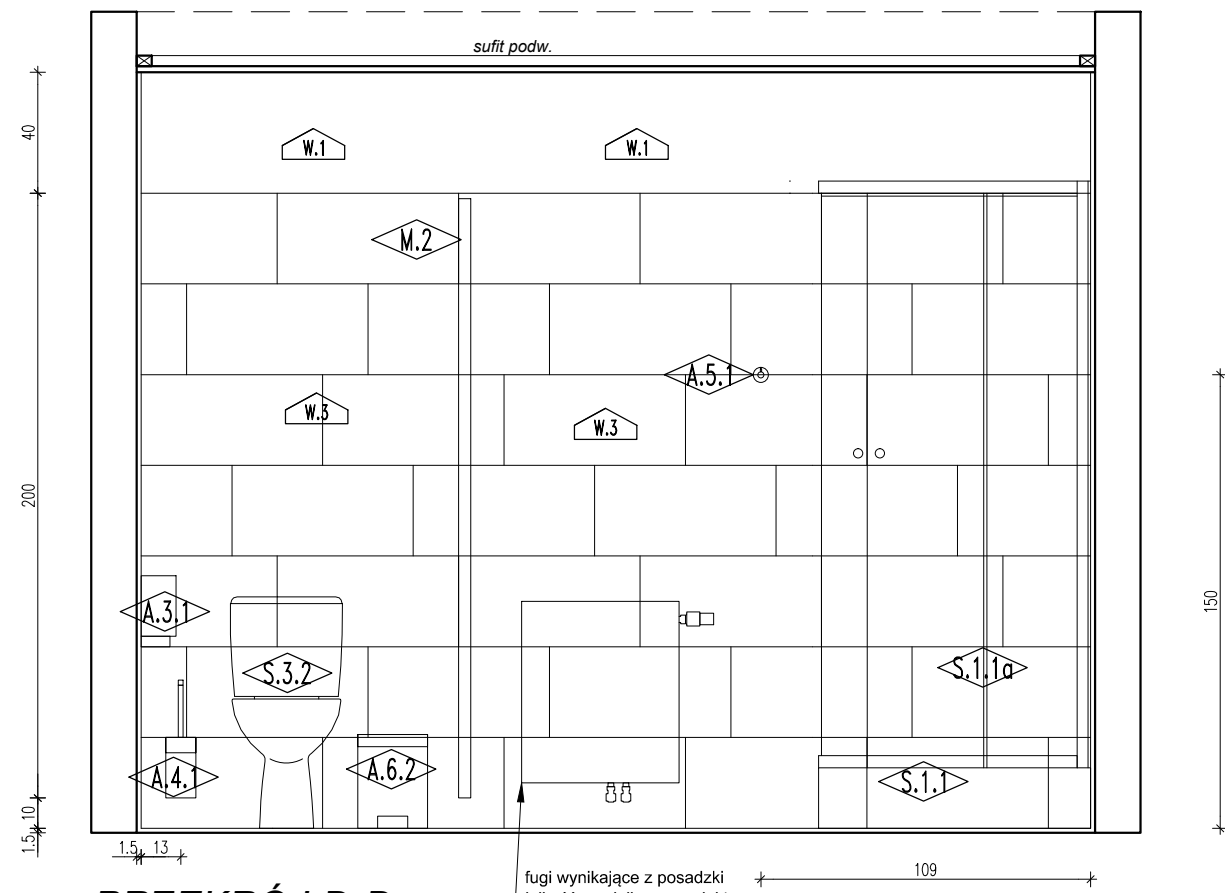 sufit podw.
40
W.1
W.1
M.2
A.5.1
W.3
W.3
200
150
A.3.1
S.3.2
S.1.1a
A.4.1
A.6.2
S.1.1
10
1.5
1.5 13
109
fugi wynikające z posadzki